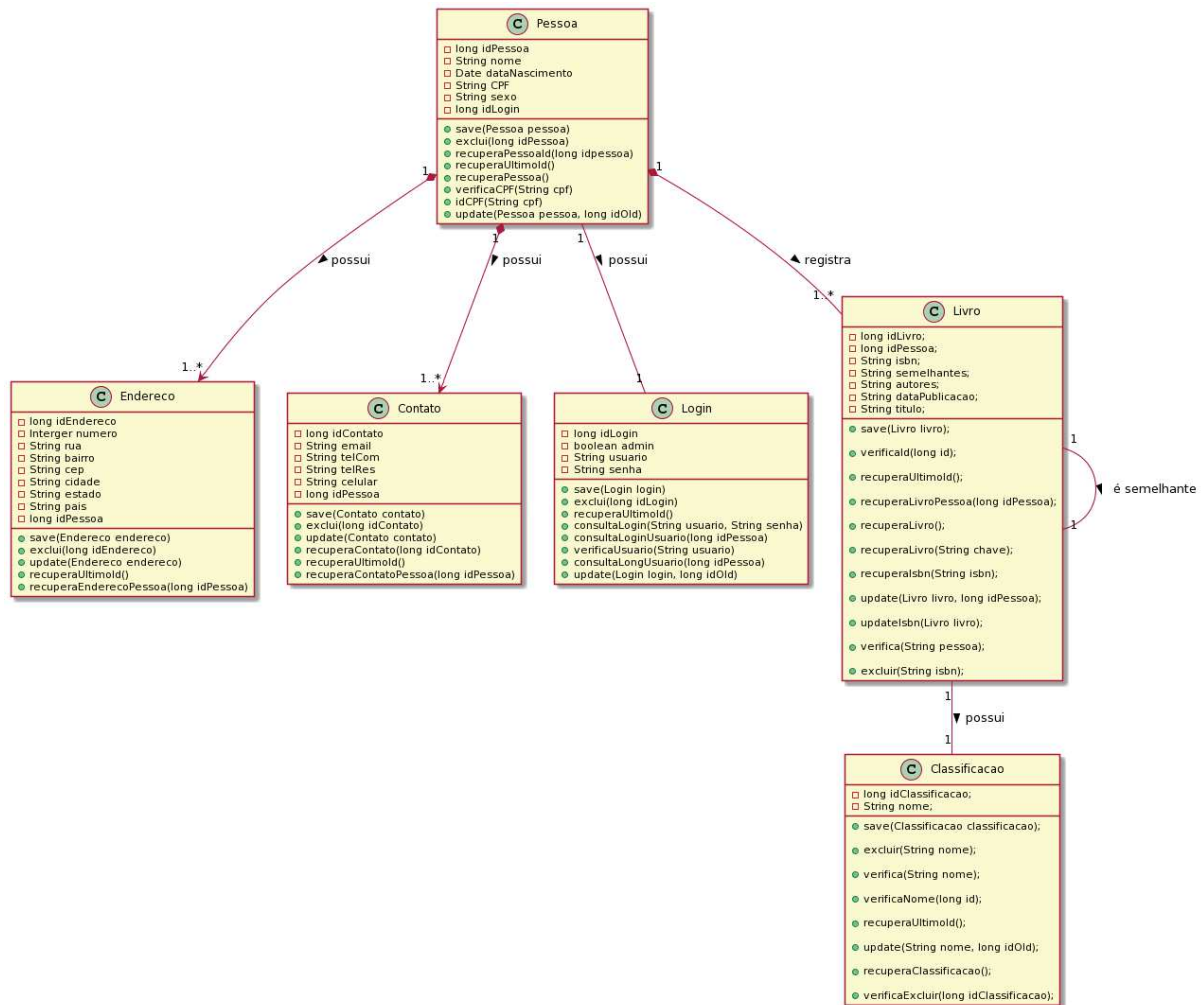 C Pessoa
long idPessoa
String nome
Date dataNascimento
String CPF
String sexo
long idLogin
save(Pessoa pessoa)
exclui(long idPessoa)
recuperaPessoaId(long idpessoa)
recuperaUltimoId()
recuperaPessoa()
verificaCPF(String cpf)
idCPF(String cpf)
update(Pessoa pessoa, long idOld)
1
1
1
1
possui
possui
possui
registra
1..*
1..*
1
1..*
C Endereco
long idEndereco
Interger numero
String rua
String bairro
String cep
String cidade
String estado
String pais
long idPessoa
save(Endereco endereco)
exclui(long idEndereco)
update(Endereco endereco)
recuperaUltimoId()
recuperaEnderecoPessoa(long idPessoa)
C Contato
long idContato
String email
String telCom
String telRes
String celular
long idPessoa
save(Contato contato)
exclui(long idContato)
update(Contato contato)
recuperaContato(long idContato)
recuperaUltimoId()
recuperaContatoPessoa(long idPessoa)
C Login
long idLogin
boolean admin
String usuario
String senha
save(Login login)
exclui(long idLogin)
recuperaUltimoId()
consultaLogin(String usuario, String senha)
consultaLoginUsuario(long idPessoa)
verificaUsuario(String usuario)
consultaLongUsuario(long idPessoa)
update(Login login, long idOld)
C Livro
long idLivro;
long idPessoa;
String isbn;
String semelhantes;
String autores;
String dataPublicacao;
String titulo;
save(Livro livro);
verificaId(long id);
recuperaUltimoId();
recuperaLivroPessoa(long idPessoa);
recuperaLivro();
recuperaLivro(String chave);
recuperaIsbn(String isbn);
update(Livro livro, long idPessoa);
updateIsbn(Livro livro);
verifica(String pessoa);
excluir(String isbn);
1
é semelhante
1
1
possui
1
C Classificacao
long idClassificacao;
String nome;
save(Classificacao classificacao);
excluir(String nome);
verifica(String nome);
verificaNome(long id);
recuperaUltimoId();
update(String nome, long idOld);
recuperaClassificacao();
verificaExcluir(long idClassificacao);